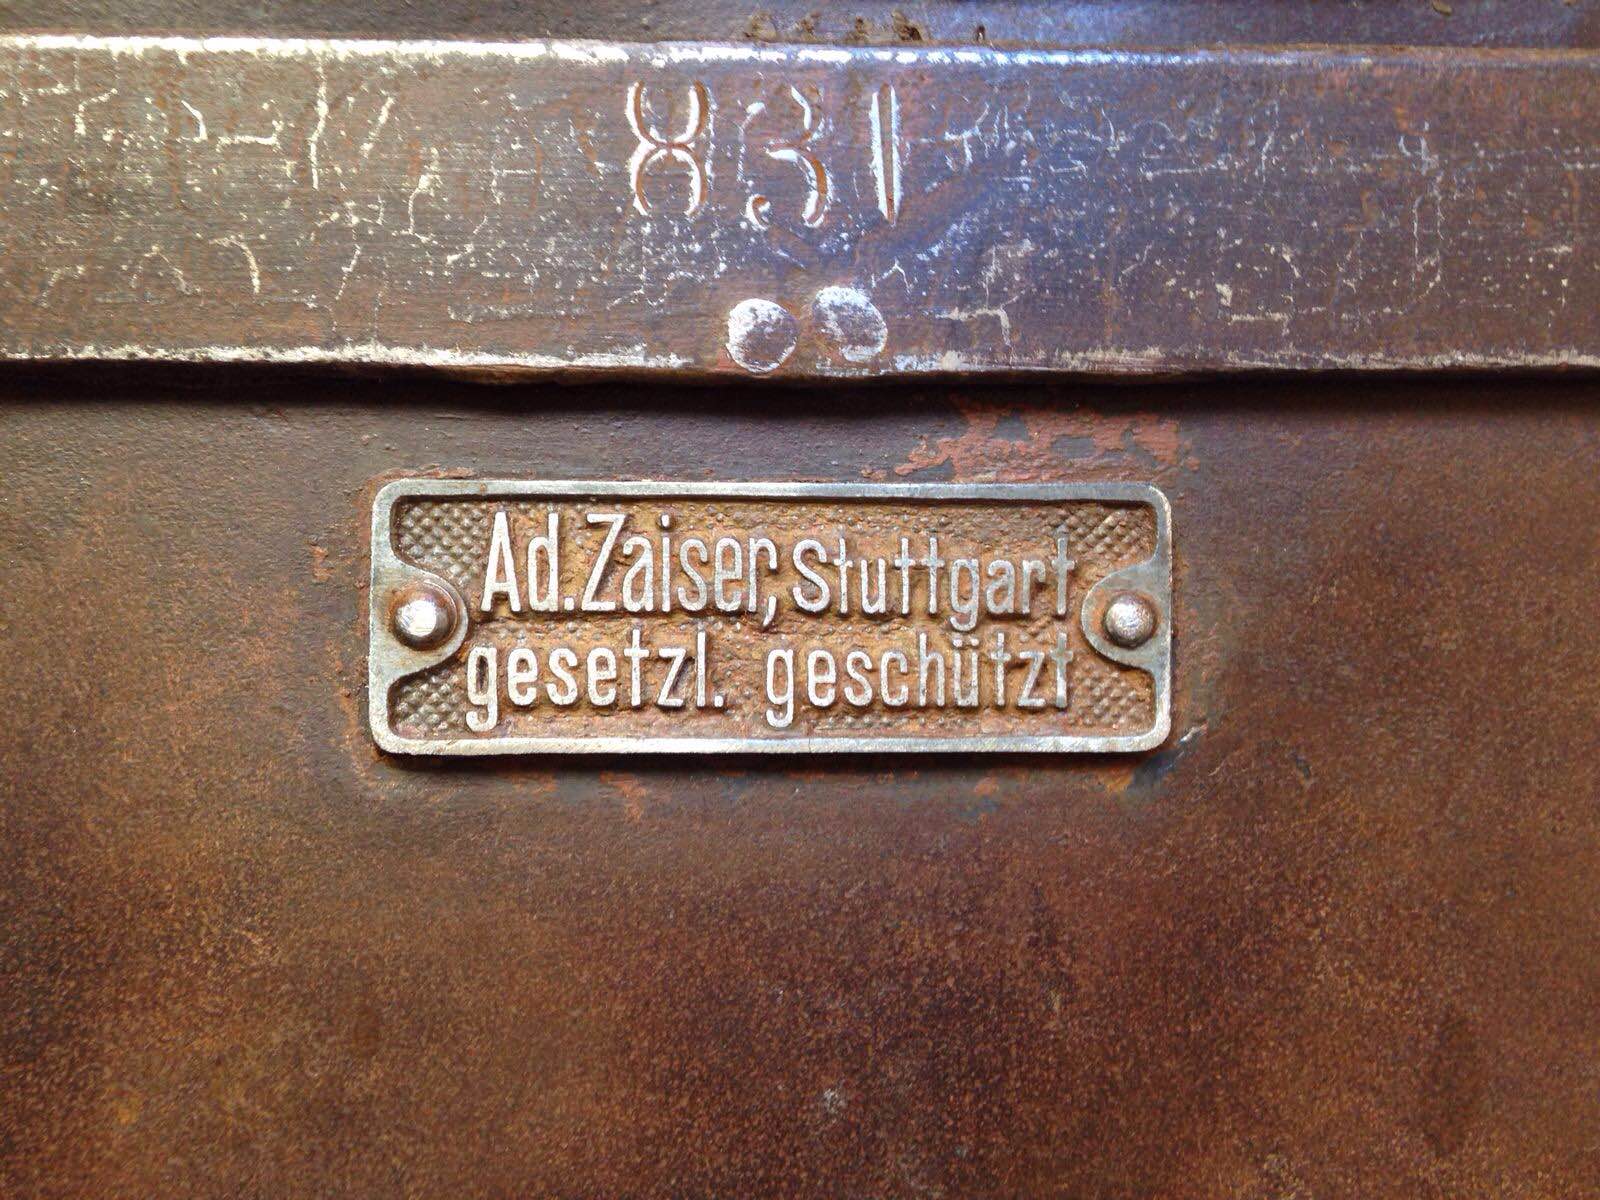 831
Ad. Zaiser, Stuttgart
gesetzl. geschützt